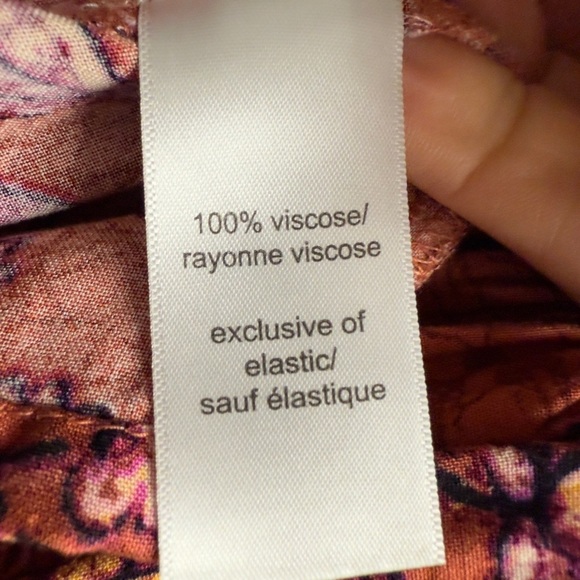 100% viscose/
rayonne viscose
exclusive of
elastic/
sauf élastique